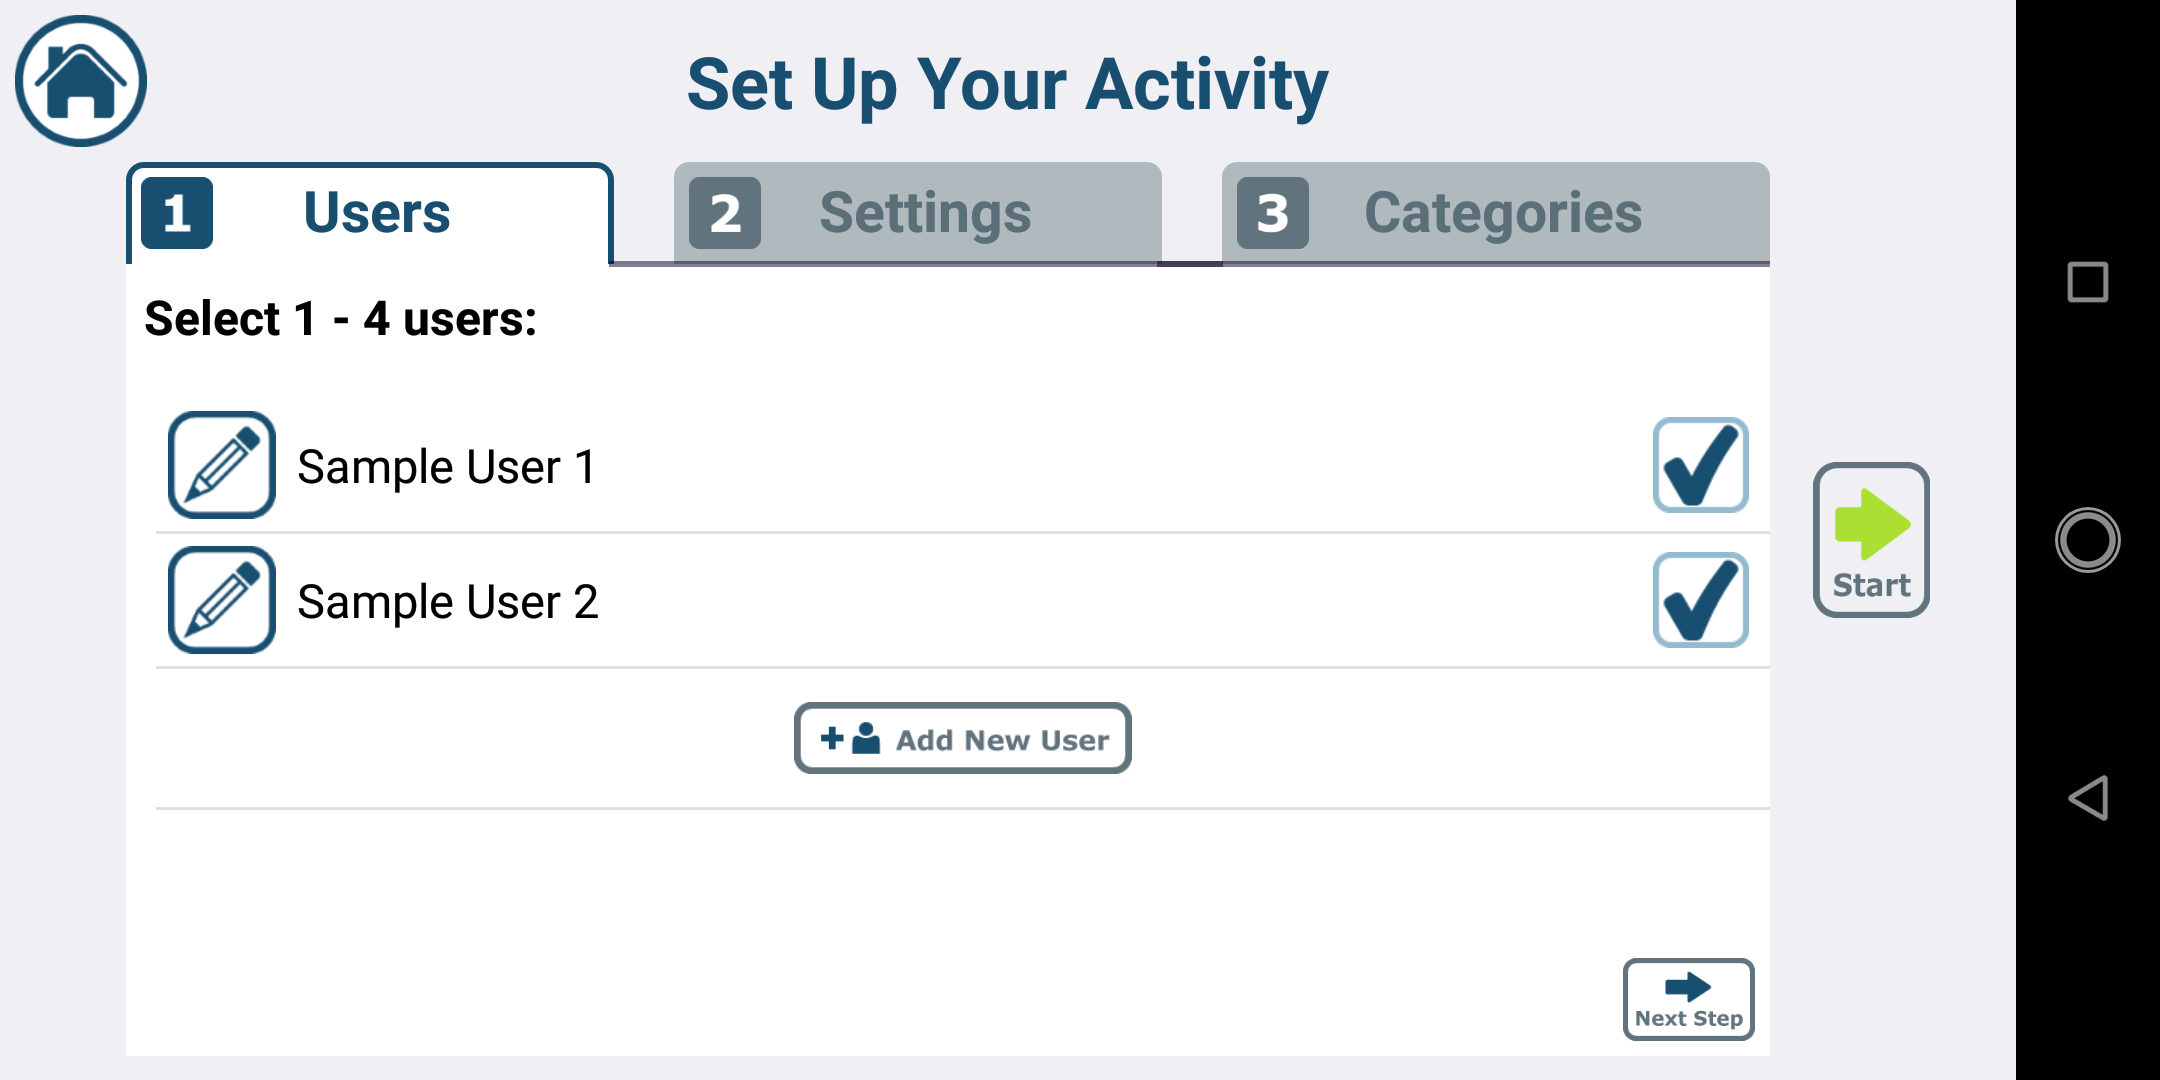 Set Up Your Activity
1 Users
2 Settings
3 Categories
Select 1 - 4 users:
Sample User 1
Sample User 2
Start
Add New User
Next Step